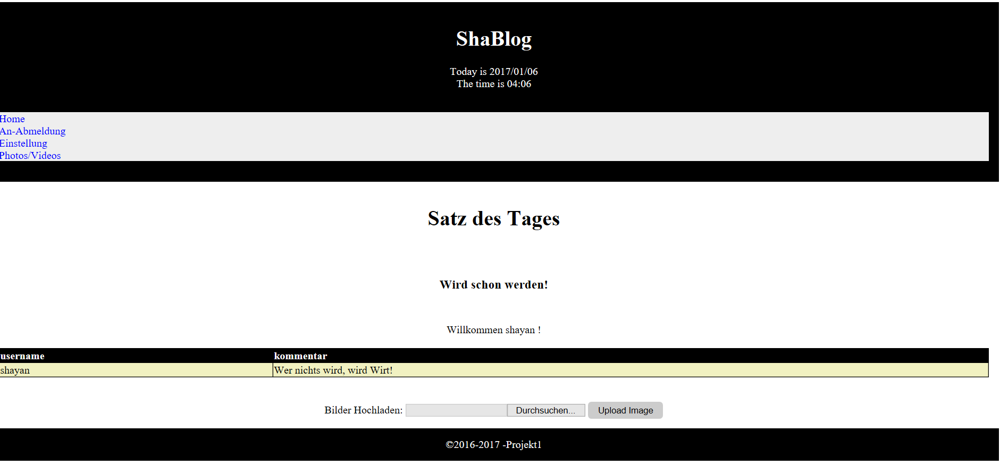 ShaBlog
Today is 2017/01/06
The time is 04:06
Home
An-Abmeldung
Einstellung
Photos/Videos
Satz des Tages
Wird schon werden!
Willkommen shayan !
username kommentar
shayan Wer nichts wird, wird Wirt!
Bilder Hochladen: Durchsuchen... Upload Image
©2016-2017 -Projekt1